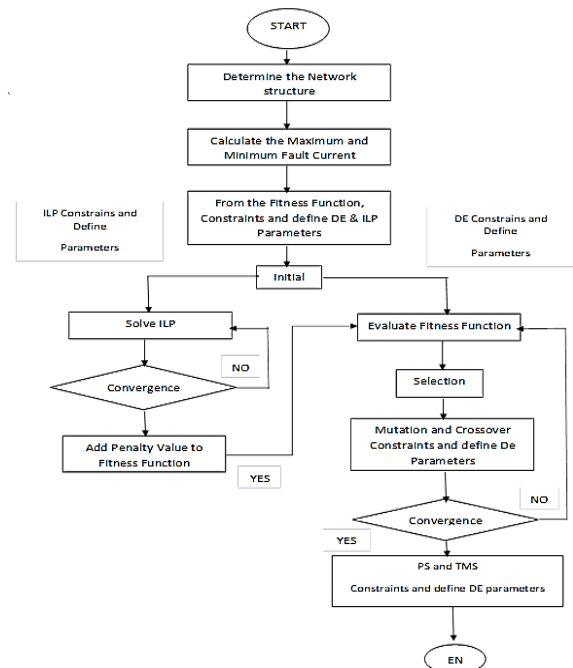 START
Determine the Network
structure
Calculate the Maximum and
Minimum Fault Current
From the Fitness Function,
Constraints and define DE & ILP
Parameters
ILP Constrains and
Define
Parameters
DE Constrains and
Define
Parameters
Initial
Solve ILP
Evaluate Fitness Function
NO
Convergence
Selection
Add Penalty Value to
Fitness Function
YES
Mutation and Crossover
Constraints and define De
Parameters
NO
Convergence
YES
PS and TMS
Constraints and define DE parameters
EN